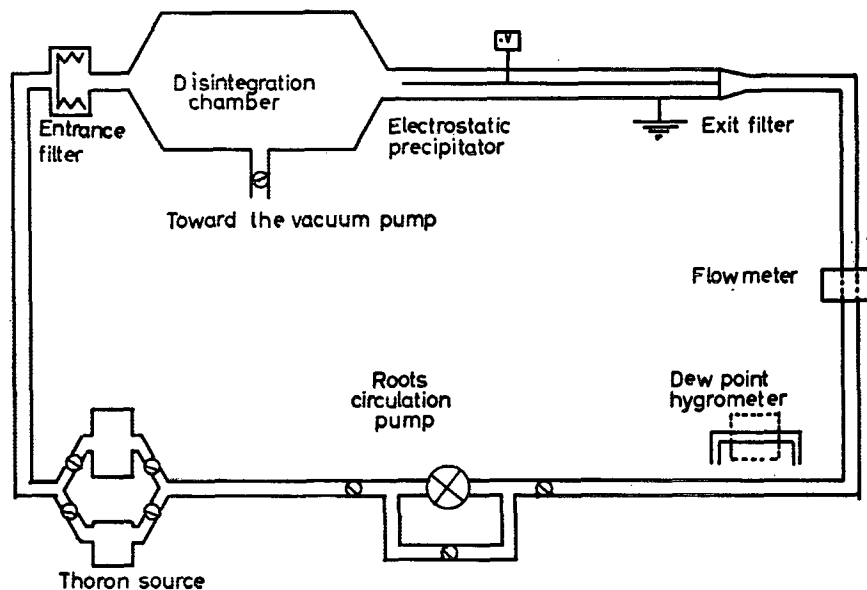 .V
Disintegration
chamber
Entrance
filter
Electrostatic
precipitator
Exit filter
Toward the vacuum pump
Flowmeter
Roots
circulation
pump
Dew point
hygrometer
Thoron source